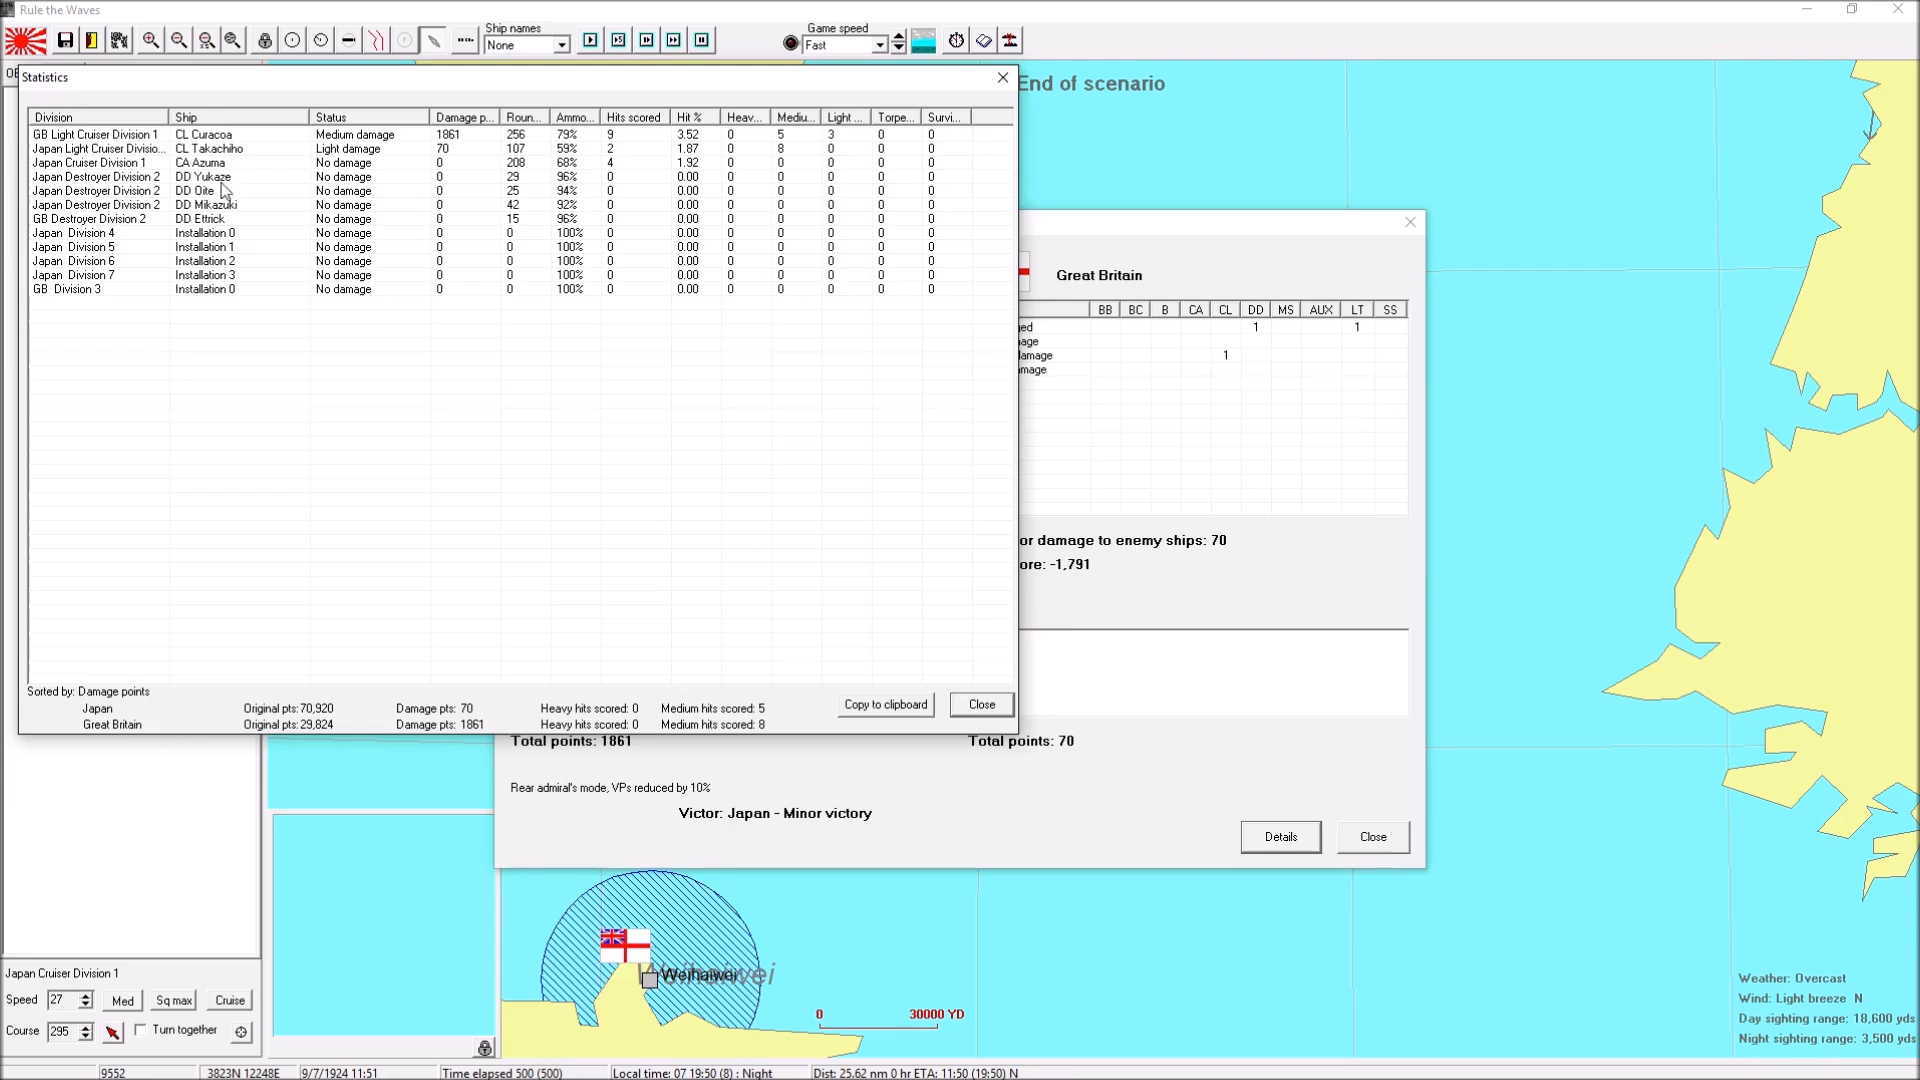 Rule the Waves
Ship names
None
Game speed
Fast
Statistics
End of scenario
Division Ship Status Damage p... Roun... Ammo... Hits scored Hit % Heav... Mediu... Light ... Torpe... Survi...
GB Light Cruiser Division 1 CL Curacoa Medium damage 1861 256 79% 9 3.52 0 5 3 0 0
Japan Light Cruiser Divisio... CL Takachiho Light damage 70 107 59% 2 1.87 0 8 0 0 0
Japan Cruiser Division 1 CA Azuma No damage 0 208 68% 4 1.92 0 0 0 0 0
Japan Destroyer Division 2 DD Yukaze No damage 0 29 96% 0 0.00 0 0 0 0 0
Japan Destroyer Division 2 DD Oite No damage 0 25 94% 0 0.00 0 0 0 0 0
Japan Destroyer Division 2 DD Mikazuki No damage 0 42 92% 0 0.00 0 0 0 0 0
GB Destroyer Division 2 DD Ettrick No damage 0 15 96% 0 0.00 0 0 0 0 0
Japan Division 4 Installation 0 No damage 0 0 100% 0 0.00 0 0 0 0 0
Japan Division 5 Installation 1 No damage 0 0 100% 0 0.00 0 0 0 0 0
Japan Division 6 Installation 2 No damage 0 0 100% 0 0.00 0 0 0 0 0
Japan Division 7 Installation 3 No damage 0 0 100% 0 0.00 0 0 0 0 0
GB Division 3 Installation 0 No damage 0 0 100% 0 0.00 0 0 0 0 0
Sorted by: Damage points
Japan Original pts:70,920 Damage pts: 70 Heavy hits scored: 0 Medium hits scored: 5
Great Britain Original pts:29,824 Damage pts: 1861 Heavy hits scored: 0 Medium hits scored: 8
Copy to clipboard Close
Great Britain
BB BC B CA CL DD MS AUX LT SS
ged 1 1
age
lamage 1
mage
or damage to enemy ships: 70
ore: -1,791
Total points: 1861 Total points: 70
Rear admiral's mode, VPs reduced by 10%
Victor: Japan - Minor victory
Details Close
Weihaiwei
Weihaiwei
0 30000 YD
Weather: Overcast
Wind: Light breeze N
Day sighting range: 18,600 yds
Night sighting range: 3,500 yds
Japan Cruiser Division 1
Speed 27 Med Sq max Cruise
Course 295 Turn together
9552 3823N 12248E 9/7/1924 11:51 Time elapsed 500 (500) Local time: 07 19:50 (8) : Night Dist: 25.62 nm 0 hr ETA: 11:50 (19:50) N